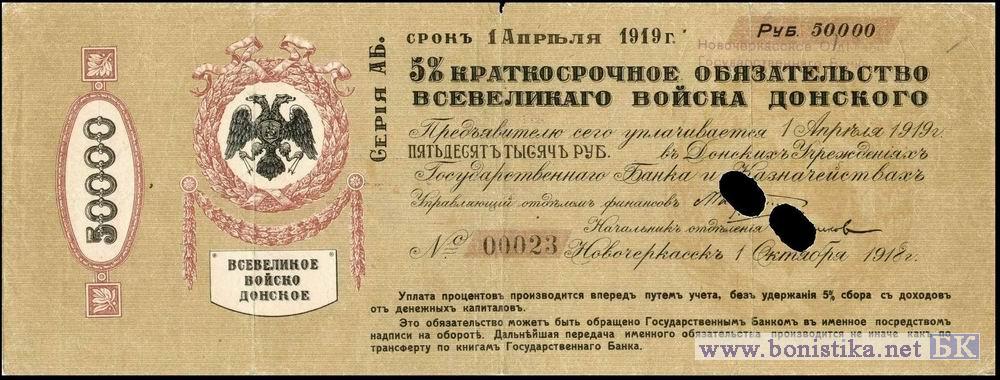 Руб. 50000
Новочеркасское
Государственнаго
срокъ 1 Апрѣля 1919 г.
5% краткосрочное обязательство
Всевеликаго Войска Донского
Предъявителю сего уплачивается 1 Апрѣля 1919 г.
пятьдесятъ тысячъ руб. въ Донскихъ Учрежденіяхъ
Государственнаго Банка и Казначействахъ
Управляющій отдѣломъ финансовъ
Начальникъ отдѣленія
№ 00023 Новочеркасскъ 1 Октября 1918 г.
Серія АБ.
50000
ВСЕВЕЛИКОЕ
ВОЙСКО
ДОНСКОЕ
Уплата процентовъ производится впередъ путемъ учета, безъ удержанія 5% сбора съ доходовъ
отъ денежныхъ капиталовъ.
Это обязательство можетъ быть обращено Государственнымъ Банкомъ въ именное посредствомъ
надписи на оборотѣ. Дальнѣйшая передача именного обязательства производится не иначе какъ по
трансферту по книгамъ Государственнаго Банка.
www.bonistika.net БК